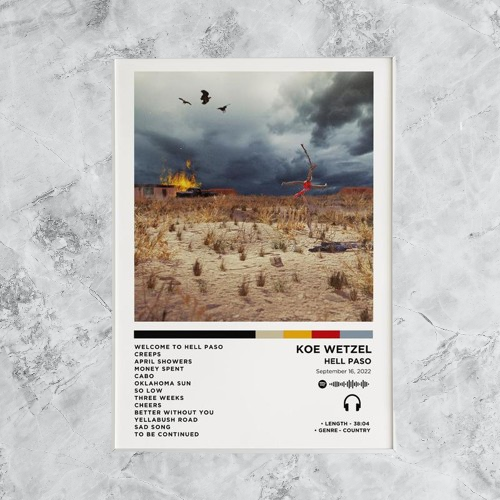 WELCOME TO HELL PASO
CREEPS
APRIL SHOWERS
MONEY SPENT
CABO
OKLAHOMA SUN
SO LOW
THREE WEEKS
CHEERS
BETTER WITHOUT YOU
YELLABUSH ROAD
SAD SONG
TO BE CONTINUED
KOE WETZEL
HELL PASO
September 16, 2022
• LENGTH - 38:04
• GENRE - COUNTRY